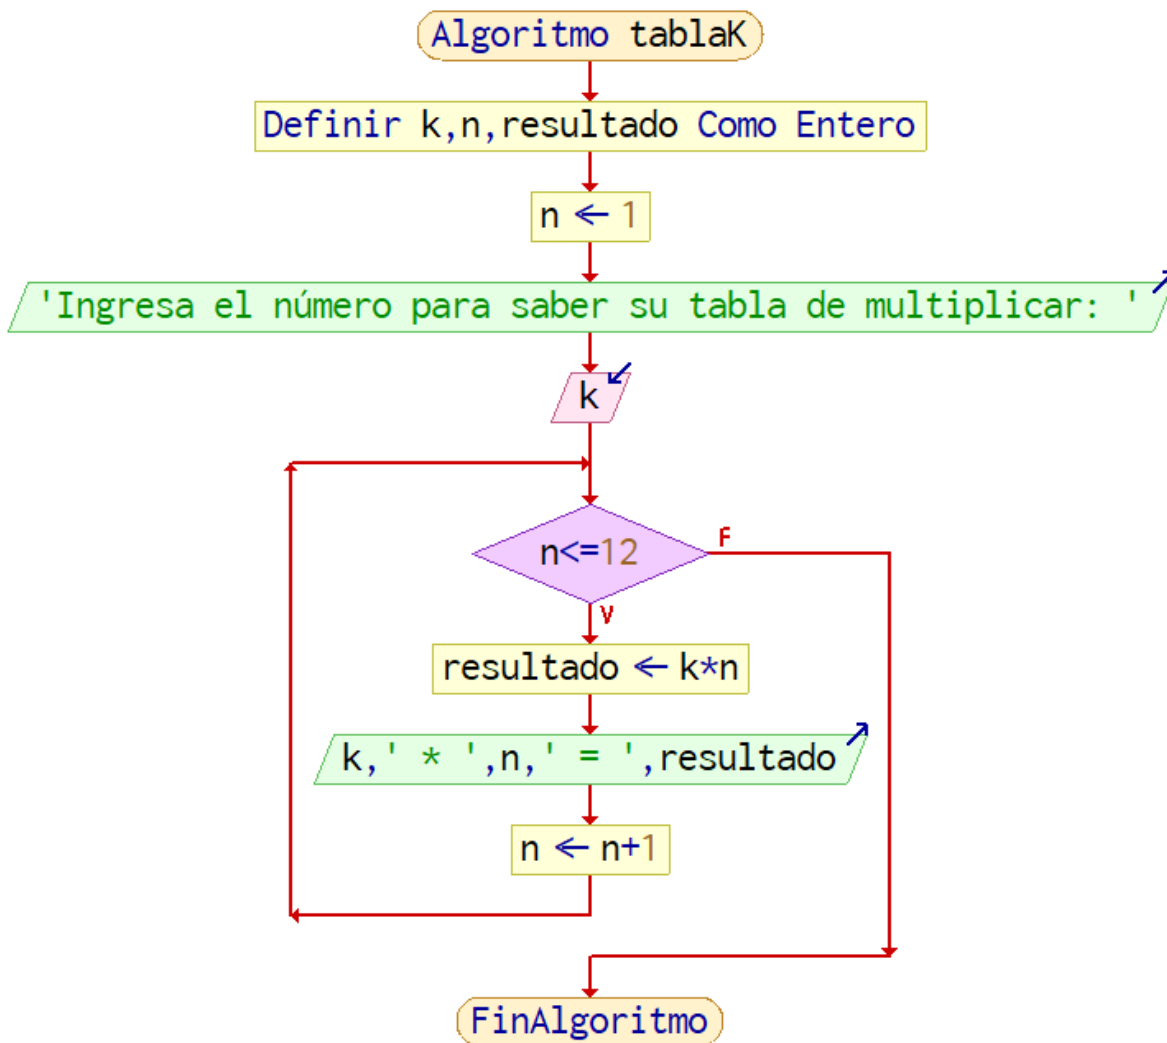 Algoritmo tablaK
Definir k,n,resultado Como Entero
n ← 1
'Ingresa el número para saber su tabla de multiplicar: '
k
n<=12
F
V
resultado ← k*n
k,' * ',n,' = ',resultado
n ← n+1
FinAlgoritmo